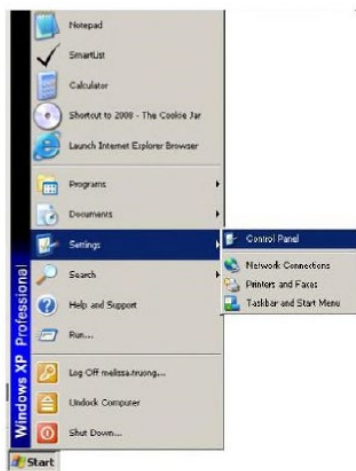 Notepad
SmartList
Calculator
Shortcut to 2008 - The Cookie Jar
Launch Internet Explorer Browser
Programs
Documents
Settings
Search
Help and Support
Run...
Log Off melissa.truong...
Undock Computer
Shut Down...
Control Panel
Network Connections
Printers and Faxes
Taskbar and Start Menu
Windows XP Professional
Start